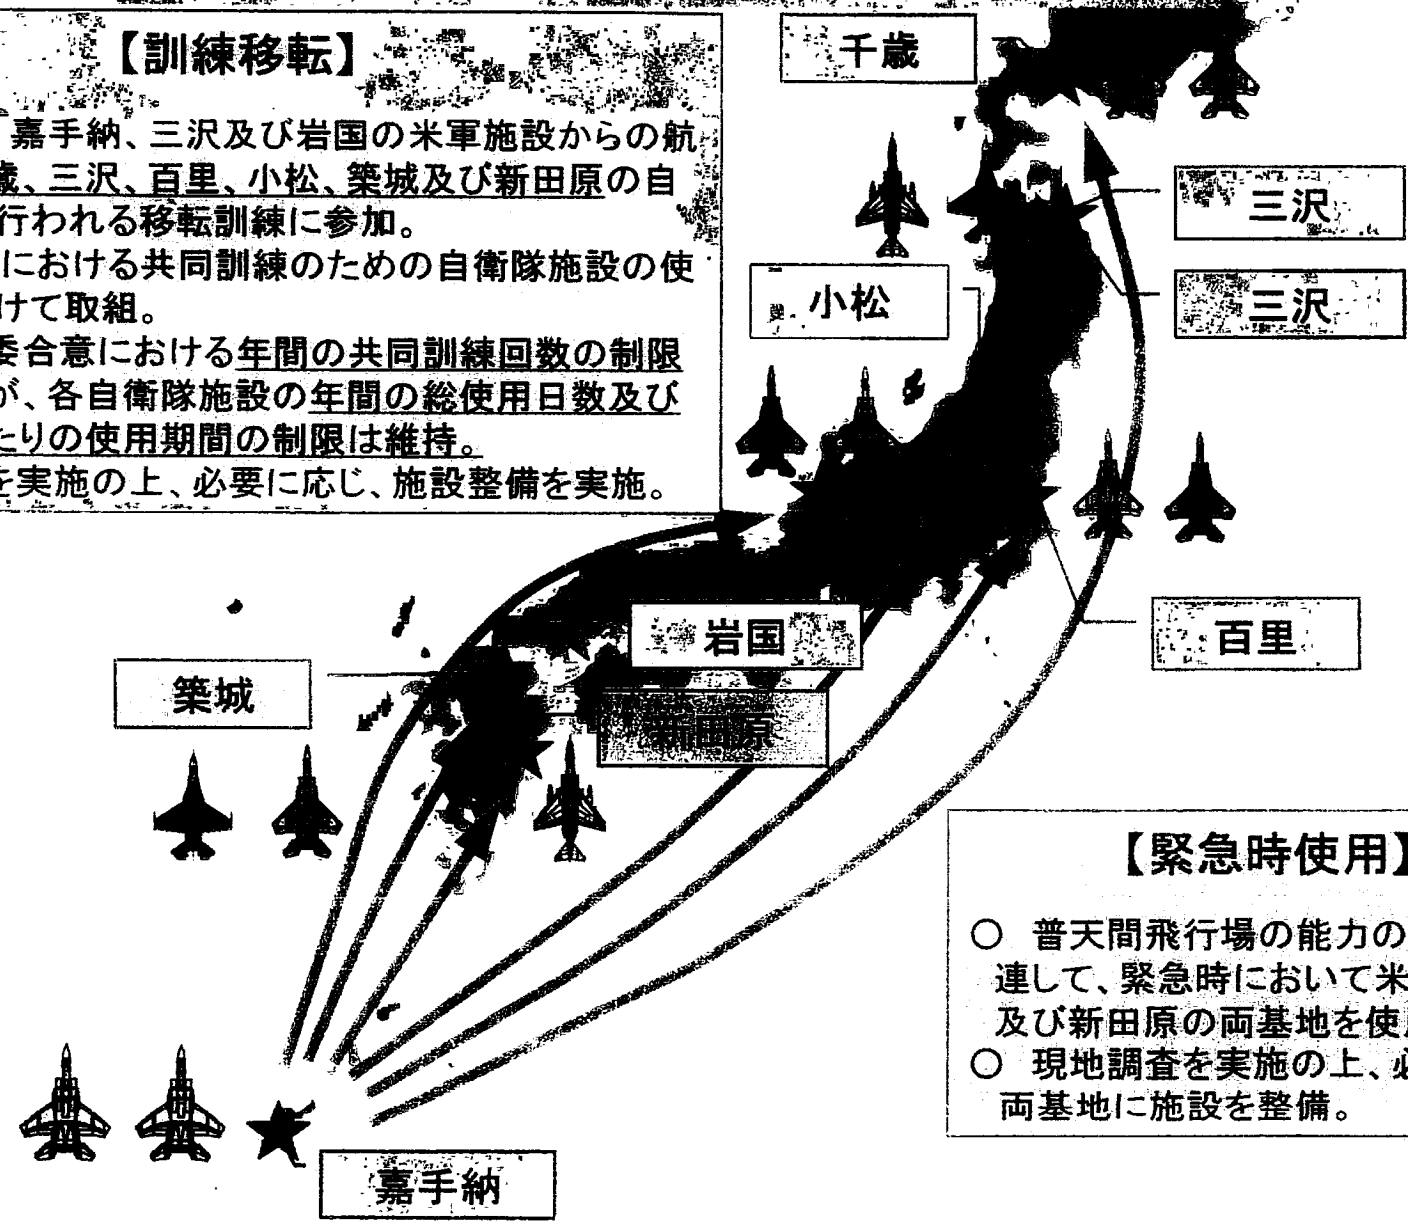 【訓練移転】
嘉手納、三沢及び岩国の米軍施設からの航
歳、三沢、百里、小松、築城及び新田原の自
行われる移転訓練に参加。
における共同訓練のための自衛隊施設の使
けて取組。
委合意における年間の共同訓練回数の制限
が、各自衛隊施設の年間の総使用日数及び
たりの使用期間の制限は維持。
を実施の上、必要に応じ、施設整備を実施。
千歳
三沢
三沢
小松
百里
岩国
新田原
築城
嘉手納
【緊急時使用】
○ 普天間飛行場の能力の
連して、緊急時において米
及び新田原の両基地を使用
○ 現地調査を実施の上、必
両基地に施設を整備。